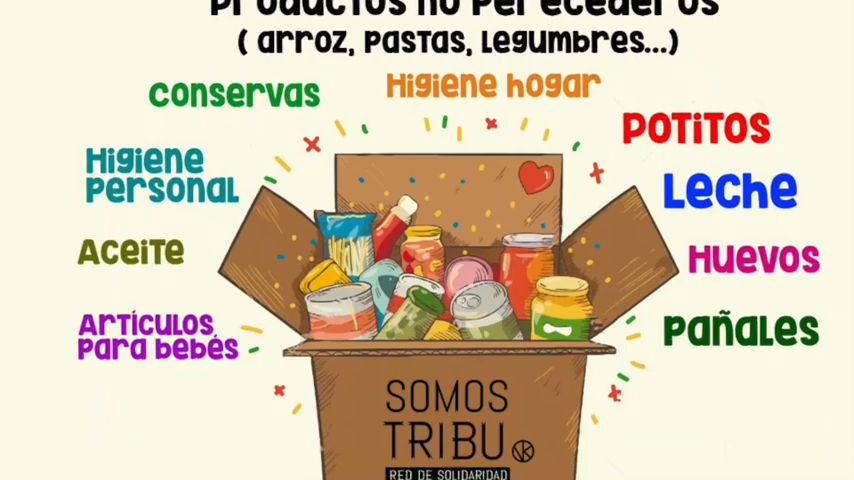 Productos no perecederos
( arroz, pastas, legumbres...)
Conservas
Higiene hogar
POTITOS
Higiene
Personal
Leche
Aceite
Huevos
Artículos
para bebés
Pañales
SOMOS
TRIBU VK
RED DE SOLIDARIDAD